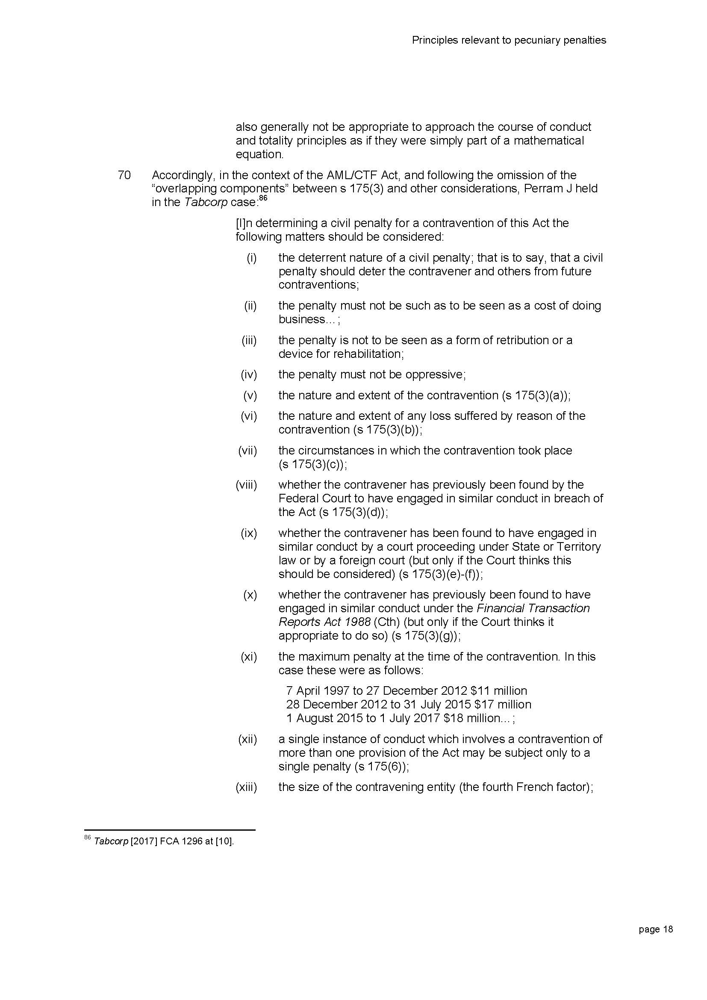 Principles relevant to pecuniary penalties
also generally not be appropriate to approach the course of conduct
and totality principles as if they were simply part of a mathematical
equation.
70 Accordingly, in the context of the AML/CTF Act, and following the omission of the
“overlapping components” between s 175(3) and other considerations, Perram J held
in the Tabcorp case:86
[I]n determining a civil penalty for a contravention of this Act the
following matters should be considered:
(i) the deterrent nature of a civil penalty; that is to say, that a civil
penalty should deter the contravener and others from future
contraventions;
(ii) the penalty must not be such as to be seen as a cost of doing
business…;
(iii) the penalty is not to be seen as a form of retribution or a
device for rehabilitation;
(iv) the penalty must not be oppressive;
(v) the nature and extent of the contravention (s 175(3)(a));
(vi) the nature and extent of any loss suffered by reason of the
contravention (s 175(3)(b));
(vii) the circumstances in which the contravention took place
(s 175(3)(c));
(viii) whether the contravener has previously been found by the
Federal Court to have engaged in similar conduct in breach of
the Act (s 175(3)(d));
(ix) whether the contravener has been found to have engaged in
similar conduct by a court proceeding under State or Territory
law or by a foreign court (but only if the Court thinks this
should be considered) (s 175(3)(e)-(f));
(x) whether the contravener has previously been found to have
engaged in similar conduct under the Financial Transaction
Reports Act 1988 (Cth) (but only if the Court thinks it
appropriate to do so) (s 175(3)(g));
(xi) the maximum penalty at the time of the contravention. In this
case these were as follows:
7 April 1997 to 27 December 2012 $11 million
28 December 2012 to 31 July 2015 $17 million
1 August 2015 to 1 July 2017 $18 million…;
(xii) a single instance of conduct which involves a contravention of
more than one provision of the Act may be subject only to a
single penalty (s 175(6));
(xiii) the size of the contravening entity (the fourth French factor);
86 Tabcorp [2017] FCA 1296 at [10].
page 18